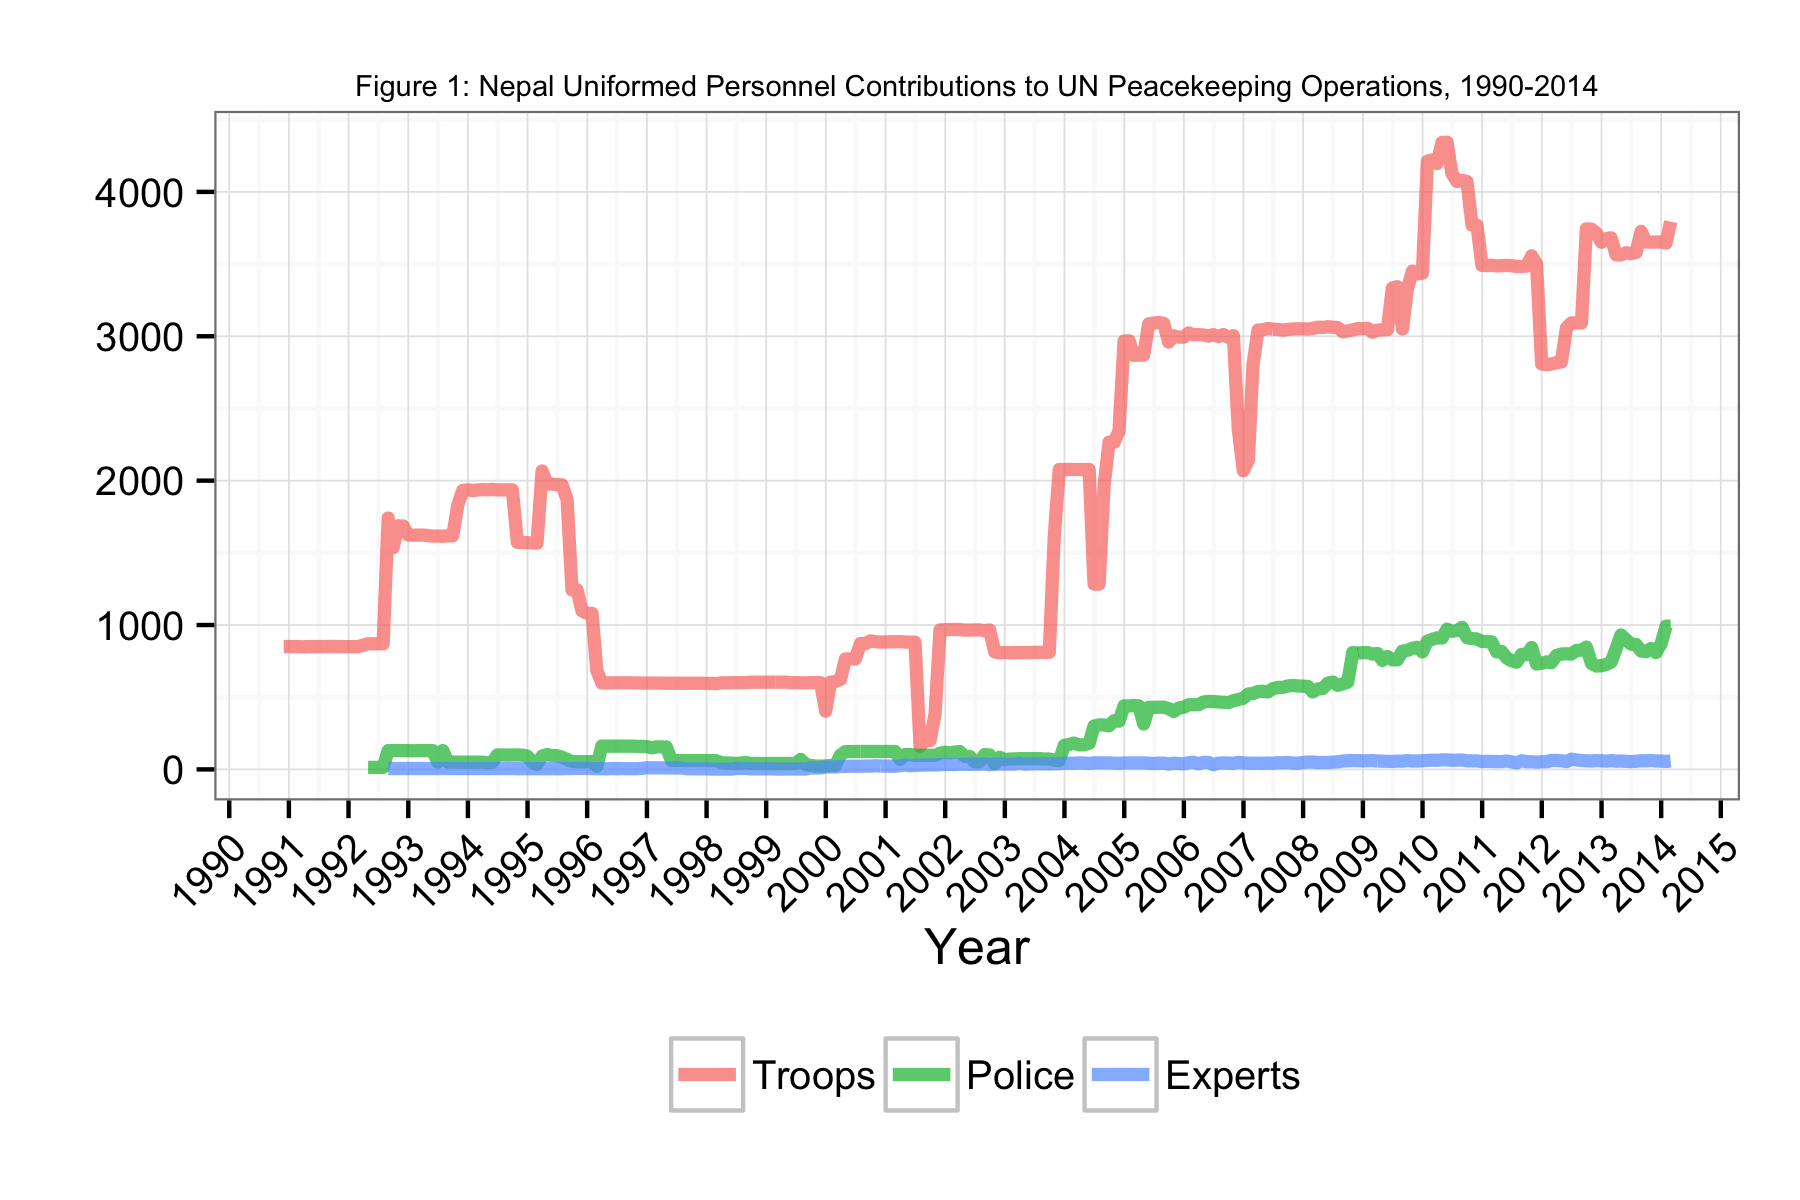 Figure 1: Nepal Uniformed Personnel Contributions to UN Peacekeeping Operations, 1990-2014
4000
3000
2000
1000
0
1990 1991 1992 1993 1994 1995 1996 1997 1998 1999 2000 2001 2002 2003 2004 2005 2006 2007 2008 2009 2010 2011 2012 2013 2014 2015
Year
Troops Police Experts